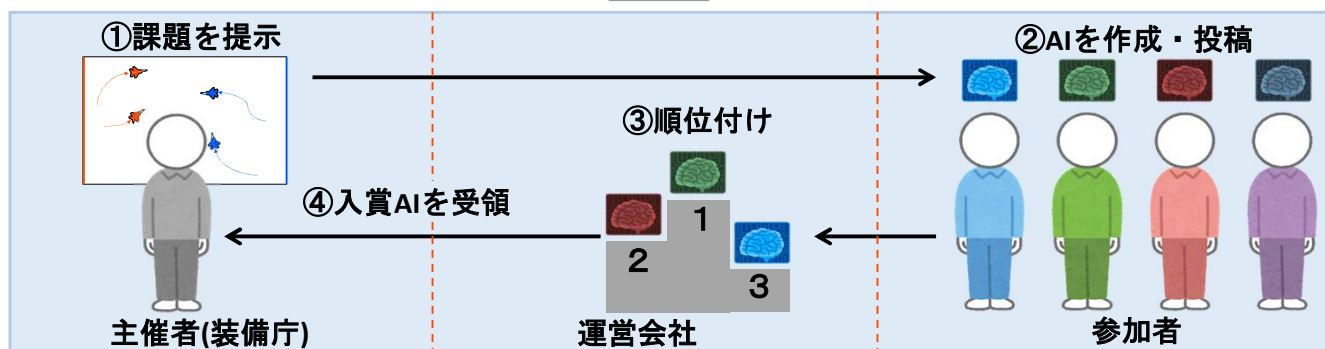 ①課題を提示
②AIを作成・投稿
③順位付け
④入賞AIを受領
1
2
3
主催者(装備庁)
運営会社
参加者